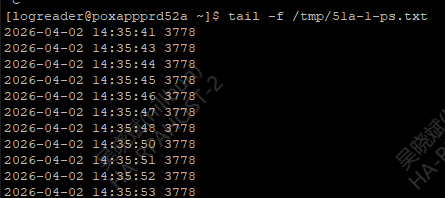 [logreader@poxappprd52a ~]$ tail -f /tmp/51a-1-ps.txt
2026-04-02 14:35:41 3778
2026-04-02 14:35:43 3778
2026-04-02 14:35:44 3778
2026-04-02 14:35:45 3778
2026-04-02 14:35:46 3778
2026-04-02 14:35:47 3778
2026-04-02 14:35:48 3778
2026-04-02 14:35:50 3778
2026-04-02 14:35:51 3778
2026-04-02 14:35:52 3778
2026-04-02 14:35:53 3778